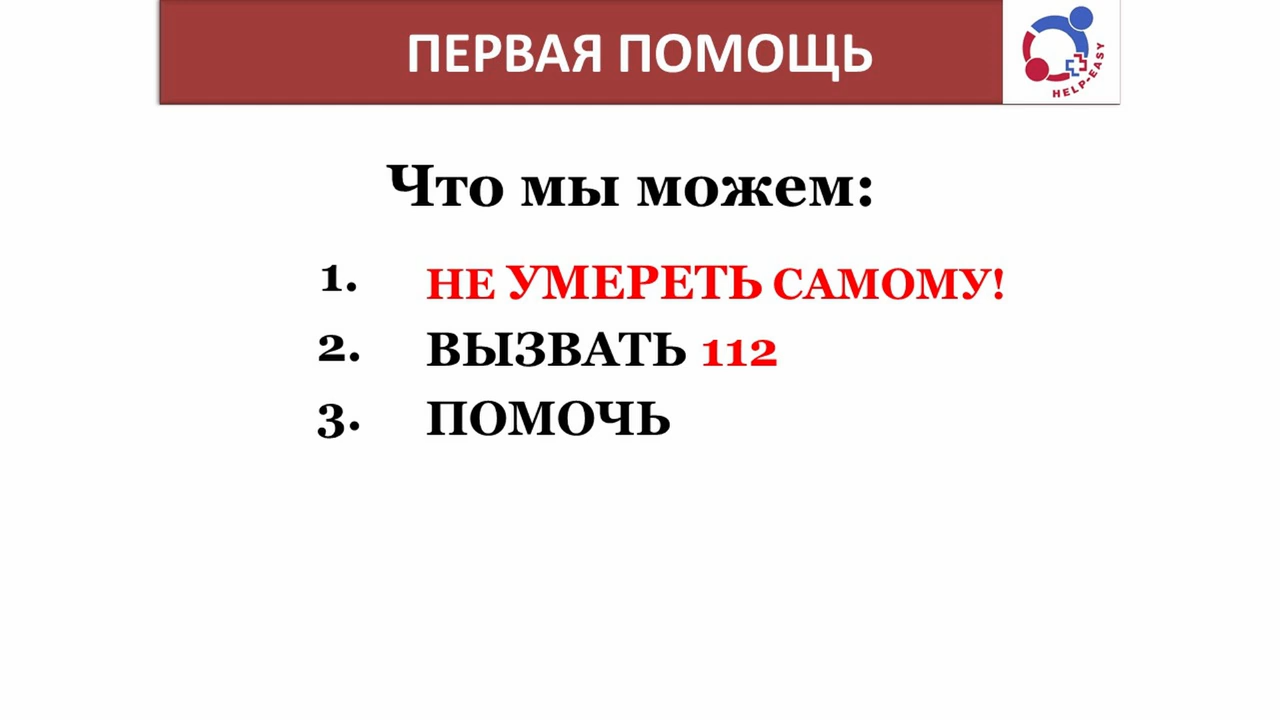 ПЕРВАЯ ПОМОЩЬ
HELP-EASY
Что мы можем:
1. НЕ УМЕРЕТЬ САМОМУ!
2. ВЫЗВАТЬ 112
3. ПОМОЧЬ